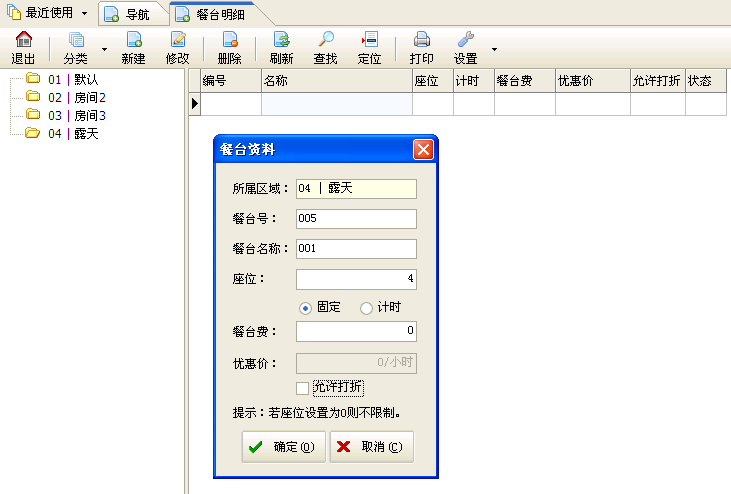 最近使用 导航 餐台明细
退出 分类 新建 修改 删除 刷新 查找 定位 打印 设置
01 | 默认
02 | 房间2
03 | 房间3
04 | 露天
编号 名称 座位 计时 餐台费 优惠价 允许打折 状态
餐台资料
所属区域： 04 | 露天
餐台号： 005
餐台名称： 001
座位： 4
固定 计时
餐台费： 0
优惠价： 0/小时
允许打折
提示：若座位设置为0则不限制。
确定(O) 取消(C)